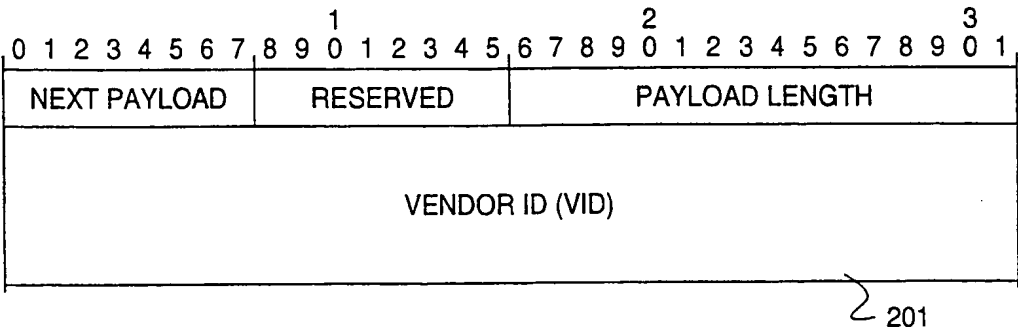 1 2 3
0 1 2 3 4 5 6 7 8 9 0 1 2 3 4 5 6 7 8 9 0 1 2 3 4 5 6 7 8 9 0 1
NEXT PAYLOAD RESERVED PAYLOAD LENGTH
VENDOR ID (VID)
201